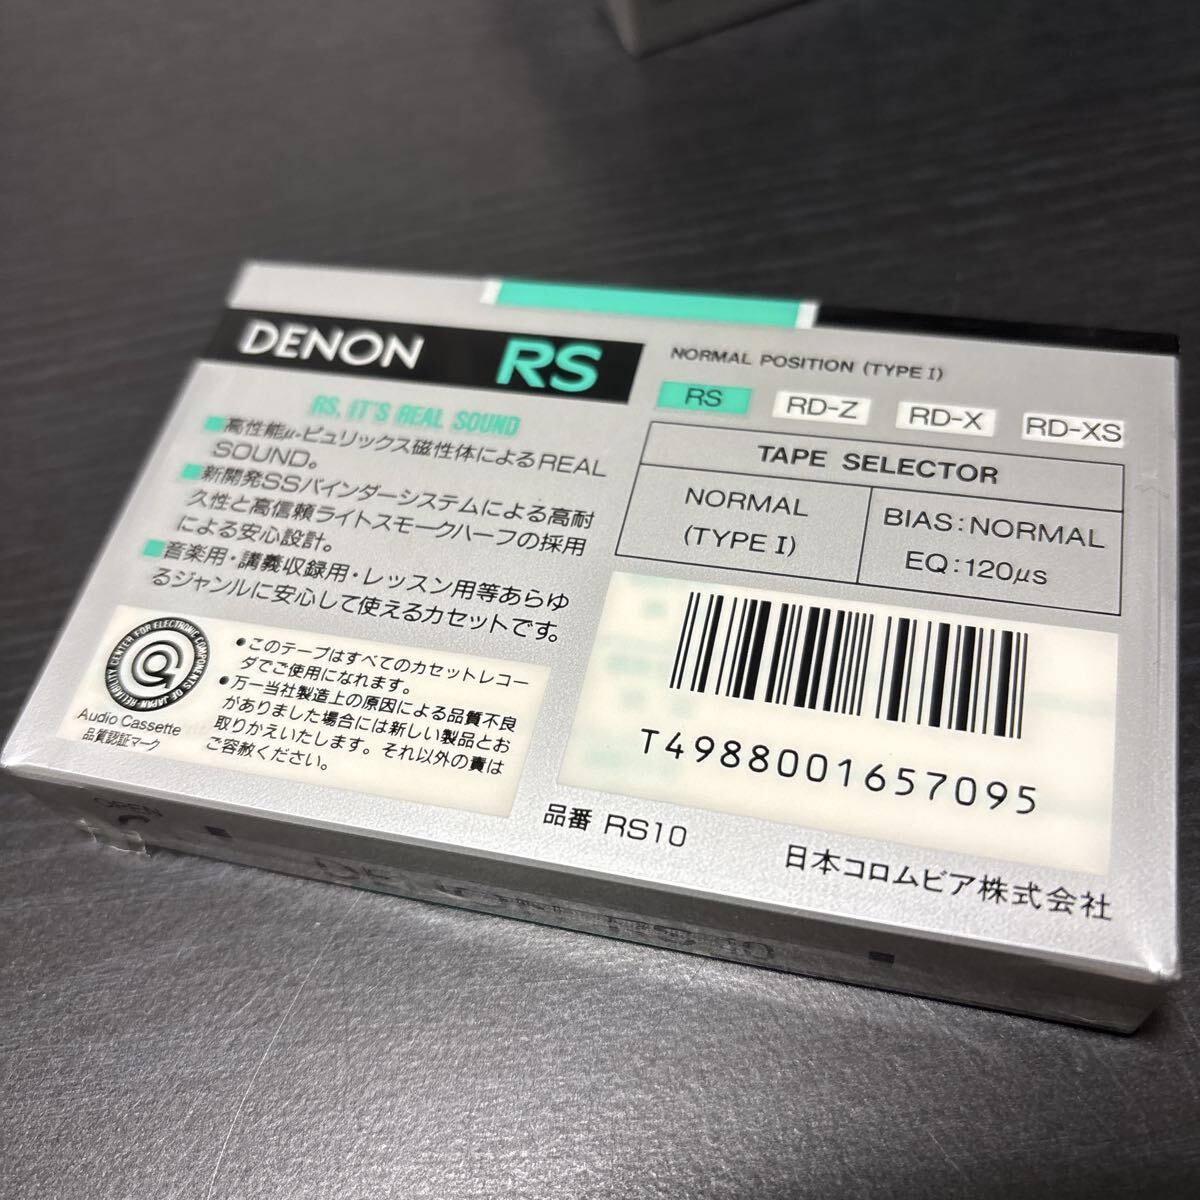 DENON RS
RS, IT'S REAL SOUND
■高性能μ-ピュリックス磁性体によるREAL
SOUND。
■新開発SSバインダーシステムによる高耐
久性と高信頼ライトスモークハーフの採用
による安心設計。
■音楽用・講義収録用・レッスン用等あらゆ
るジャンルに安心して使えるカセットです。
RELIABILITY CENTER FOR ELECTRONIC COMPONENTS OF JAPAN
Audio Cassette
品質認証マーク
●このテープはすべてのカセットレコー
ダでご使用になれます。
●万一当社製造上の原因による品質不良
がありました場合には新しい製品とお
取りかえいたします。それ以外の責は
ご容赦ください。
NORMAL POSITION (TYPE I)
RS RD-Z RD-X RD-XS
TAPE SELECTOR
NORMAL
(TYPE I)
BIAS:NORMAL
EQ:120μs
T4988001657095
品番 RS10
日本コロムビア株式会社
OPEN